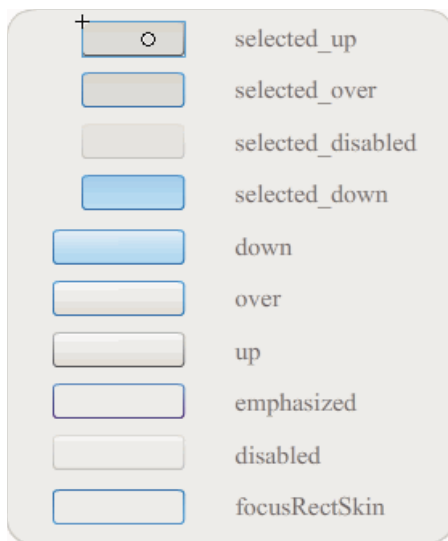 selected_up
selected_over
selected_disabled
selected_down
down
over
up
emphasized
disabled
focusRectSkin